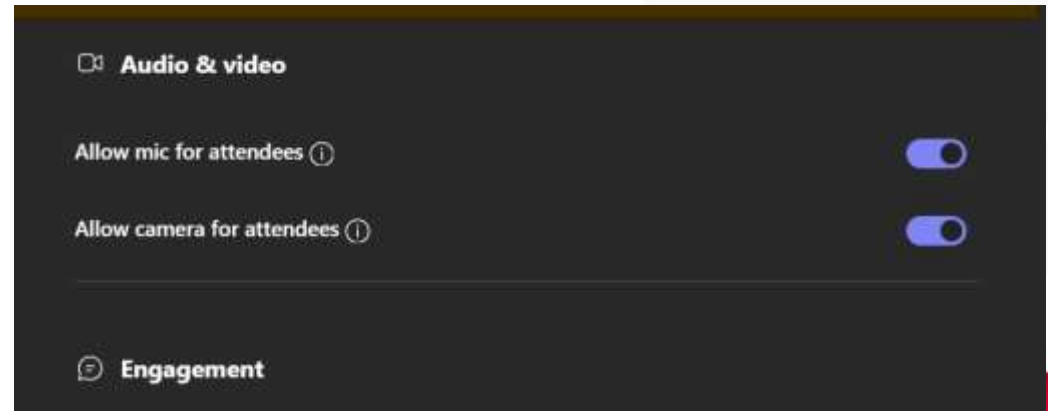 Audio & video
Allow mic for attendees
Allow camera for attendees
Engagement